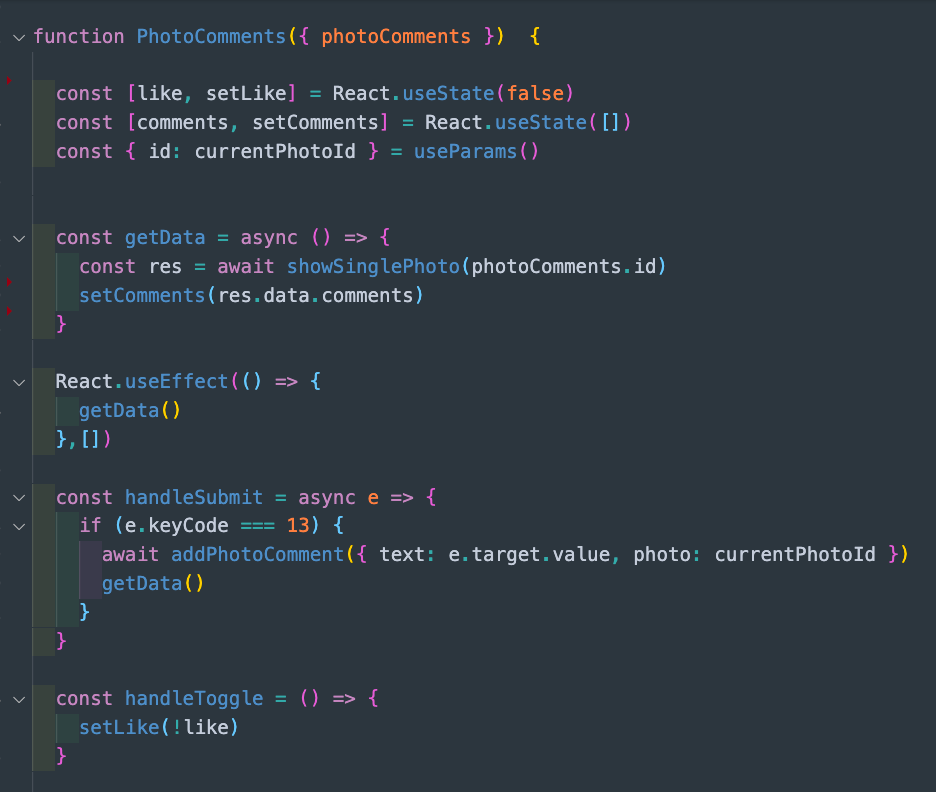 function PhotoComments({ photoComments })  {
const [like, setLike] = React.useState(false)
const [comments, setComments] = React.useState([])
const { id: currentPhotoId } = useParams()
const getData = async () => {
const res = await showSinglePhoto(photoComments.id)
setComments(res.data.comments)
}
React.useEffect(() => {
getData()
},[])
const handleSubmit = async e => {
if (e.keyCode === 13) {
await addPhotoComment({ text: e.target.value, photo: currentPhotoId })
getData()
}
}
const handleToggle = () => {
setLike(!like)
}